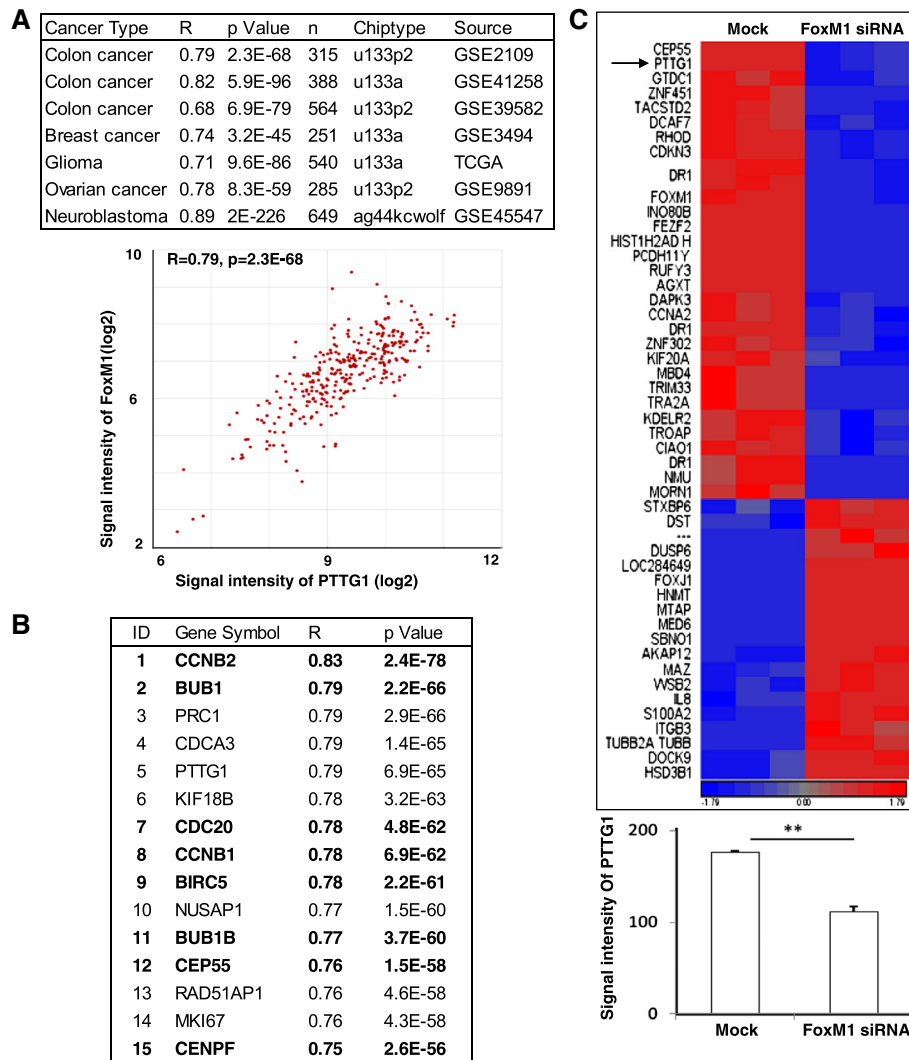 A
Cancer Type R p Value n Chiptype Source
Colon cancer 0.79 2.3E-68 315 u133p2 GSE2109
Colon cancer 0.82 5.9E-96 388 u133a GSE41258
Colon cancer 0.68 6.9E-79 564 u133p2 GSE39582
Breast cancer 0.74 3.2E-45 251 u133a GSE3494
Glioma 0.71 9.6E-86 540 u133a TCGA
Ovarian cancer 0.78 8.3E-59 285 u133p2 GSE9891
Neuroblastoma 0.89 2E-226 649 ag44kcwolf GSE45547
R=0.79, p=2.3E-68
Signal intensity of FoxM1(log2)
10
6
2
6 9 12
Signal intensity of PTTG1 (log2)
B
ID Gene Symbol R p Value
1 CCNB2 0.83 2.4E-78
2 BUB1 0.79 2.2E-66
3 PRC1 0.79 2.9E-66
4 CDCA3 0.79 1.4E-65
5 PTTG1 0.79 6.9E-65
6 KIF18B 0.78 3.2E-63
7 CDC20 0.78 4.8E-62
8 CCNB1 0.78 6.9E-62
9 BIRC5 0.78 2.2E-61
10 NUSAP1 0.77 1.5E-60
11 BUB1B 0.77 3.7E-60
12 CEP55 0.76 1.5E-58
13 RAD51AP1 0.76 4.6E-58
14 MKI67 0.76 4.3E-58
15 CENPF 0.75 2.6E-56
C
Mock FoxM1 siRNA
CEP55
PTTG1
GTDC1
ZNF451
TACSTD2
DCAF7
RHOD
CDKN3
DR1
FOXM1
INO80B
FEZF2
HIST1H2AD H
PCDH11Y
RUFY3
AGXT
DAPK3
CCNA2
DR1
ZNF302
KIF20A
MBD4
TRIM33
TRA2A
KDELR2
TROAP
CIAO1
DR1
NMU
MORN1
STXBP6
DST
---
DUSP6
LOC284649
FOXJ1
HNMT
MTAP
MED6
SBNO1
AKAP12
MAZ
WSB2
IL8
S100A2
ITGB3
TUBB2A TUBB
DOCK9
HSD3B1
-1.79 0.00 1.79
Signal intensity Of PTTG1
200
100
0
**
Mock FoxM1 siRNA